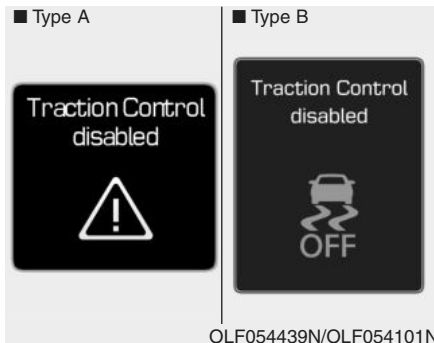 ■ Type A
■ Type B
Traction Control
disabled
Traction Control
disabled
OFF
OLF054439N/OLF054101N